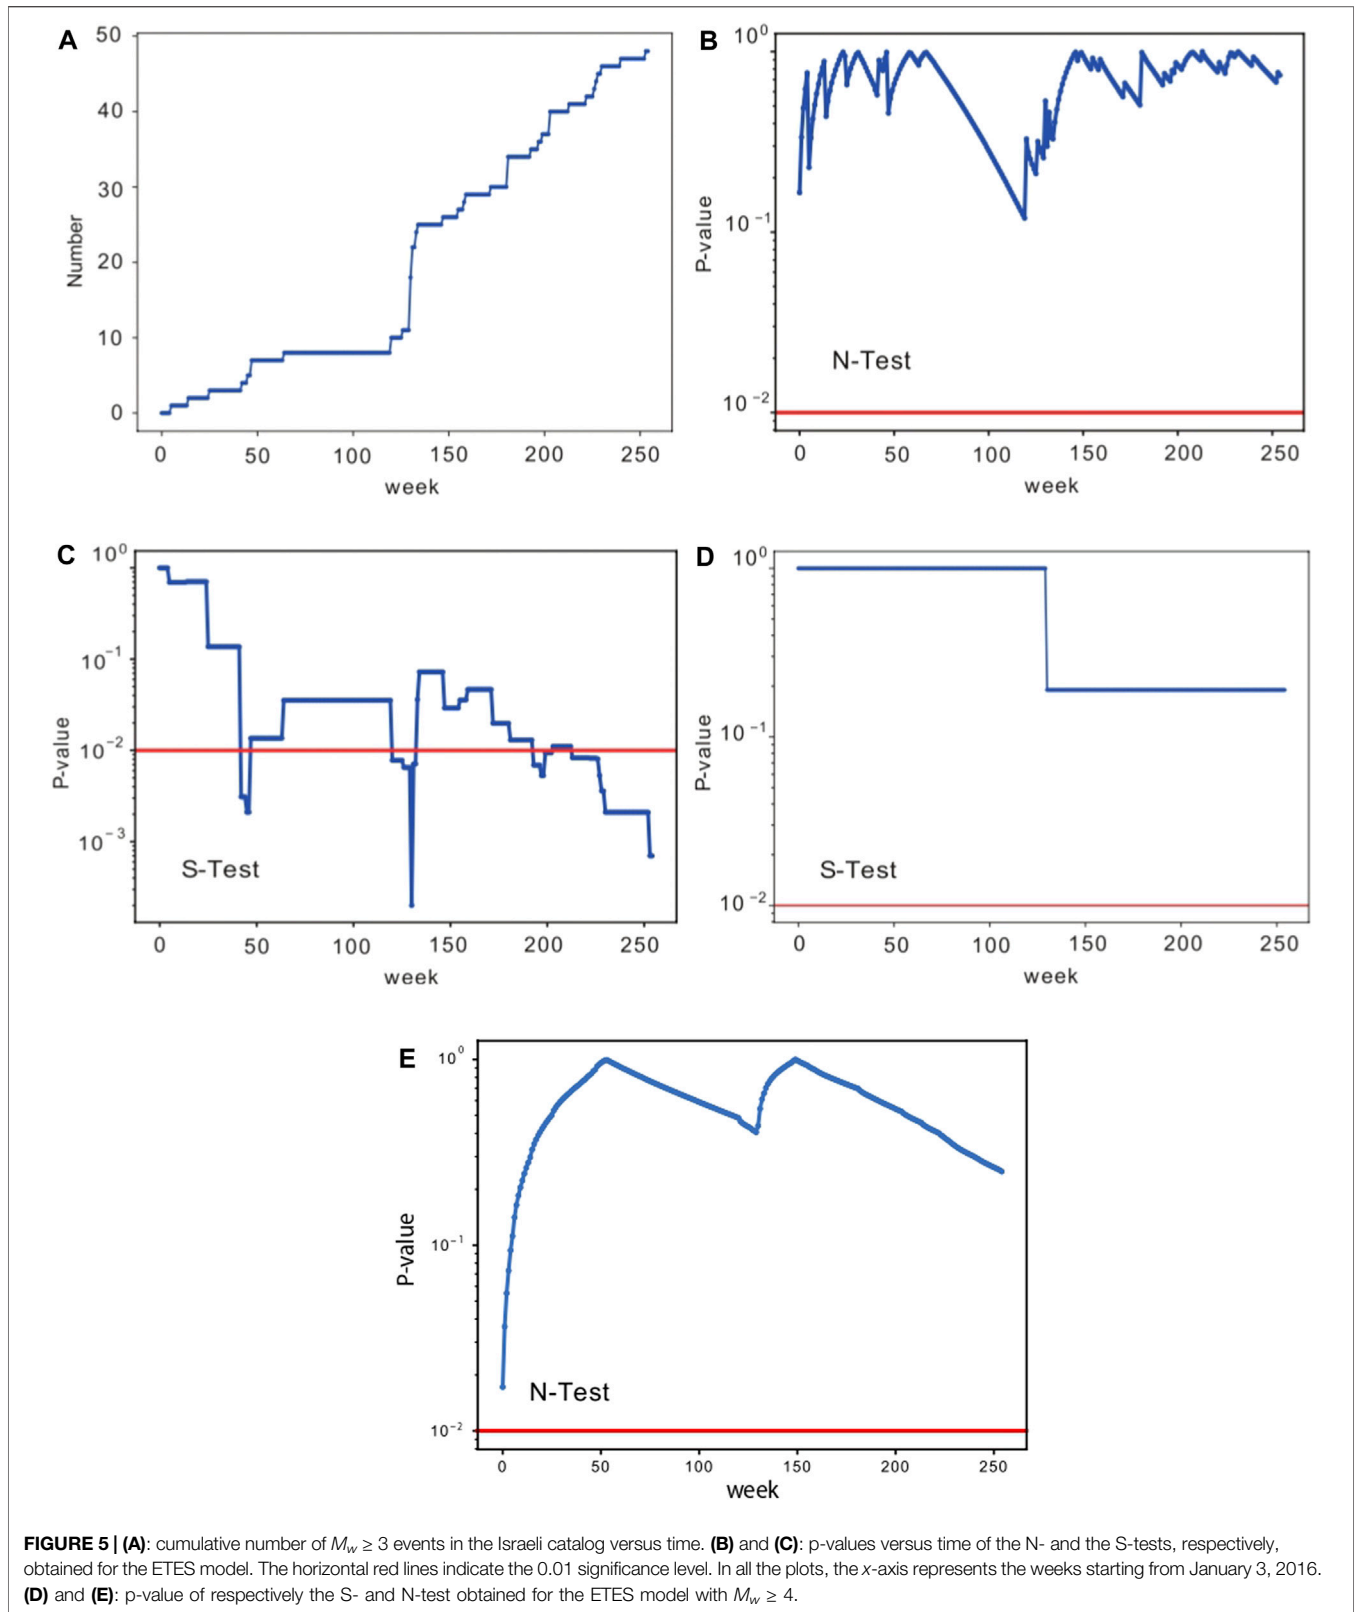 A
50
40
30
20
10
0
Number
0 50 100 150 200 250
week
B
10^0
10^-1
10^-2
P-value
N-Test
0 50 100 150 200 250
week
C
10^0
10^-1
10^-2
10^-3
P-value
S-Test
0 50 100 150 200 250
week
D
10^0
10^-1
10^-2
P-value
S-Test
0 50 100 150 200 250
week
E
10^0
10^-1
10^-2
P-value
N-Test
0 50 100 150 200 250
week
FIGURE 5 | (A): cumulative number of Mw ≥ 3 events in the Israeli catalog versus time. (B) and (C): p-values versus time of the N- and the S-tests, respectively,
obtained for the ETES model. The horizontal red lines indicate the 0.01 significance level. In all the plots, the x-axis represents the weeks starting from January 3, 2016.
(D) and (E): p-value of respectively the S- and N-test obtained for the ETES model with Mw ≥ 4.